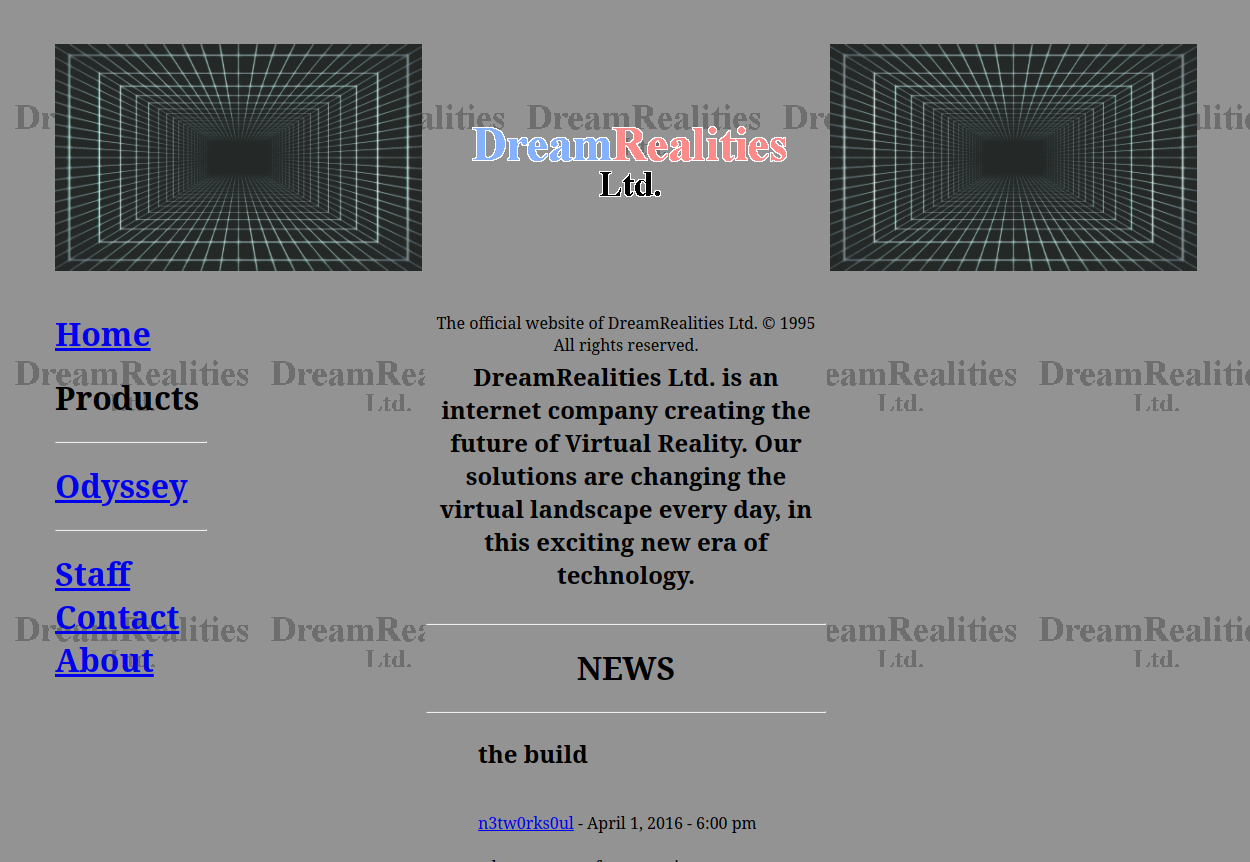 DreamRealities
Ltd.
Home
Products
Odyssey
Staff
Contact
About
The official website of DreamRealities Ltd. © 1995
All rights reserved.
DreamRealities Ltd. is an
internet company creating the
future of Virtual Reality. Our
solutions are changing the
virtual landscape every day, in
this exciting new era of
technology.
NEWS
the build
n3tw0rks0ul - April 1, 2016 - 6:00 pm